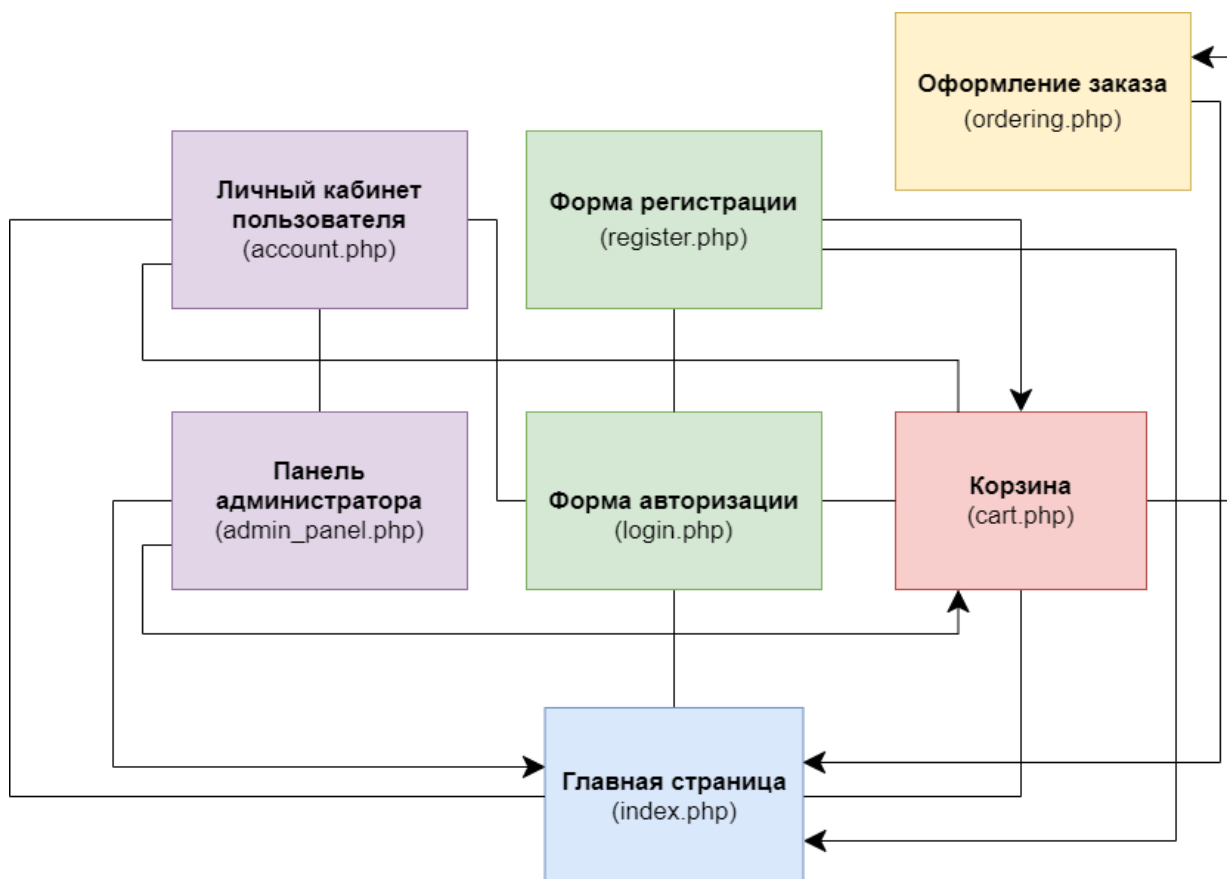 Оформление заказа
(ordering.php)
Личный кабинет
пользователя
(account.php)
Форма регистрации
(register.php)
Панель
администратора
(admin_panel.php)
Форма авторизации
(login.php)
Корзина
(cart.php)
Главная страница
(index.php)